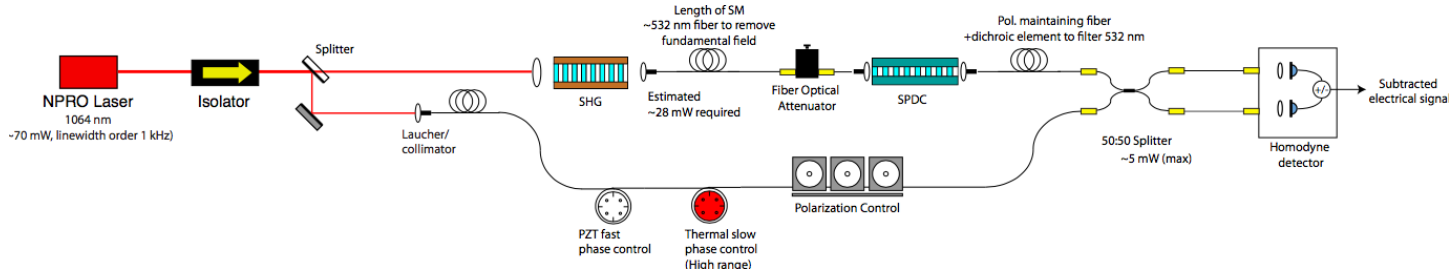 Splitter
NPRO Laser
1064 nm
~70 mW, linewidth order 1 kHz)
Isolator
Laucher/
collimator
SHG
Length of SM
~532 nm fiber to remove
fundamental field
Estimated
~28 mW required
Fiber Optical
Attenuator
SPDC
Pol. maintaining fiber
+dichroic element to filter 532 nm
50:50 Splitter
~5 mW (max)
+/-
Homodyne
detector
Subtracted
electrical signal
PZT fast
phase control
Thermal slow
phase control
(High range)
Polarization Control